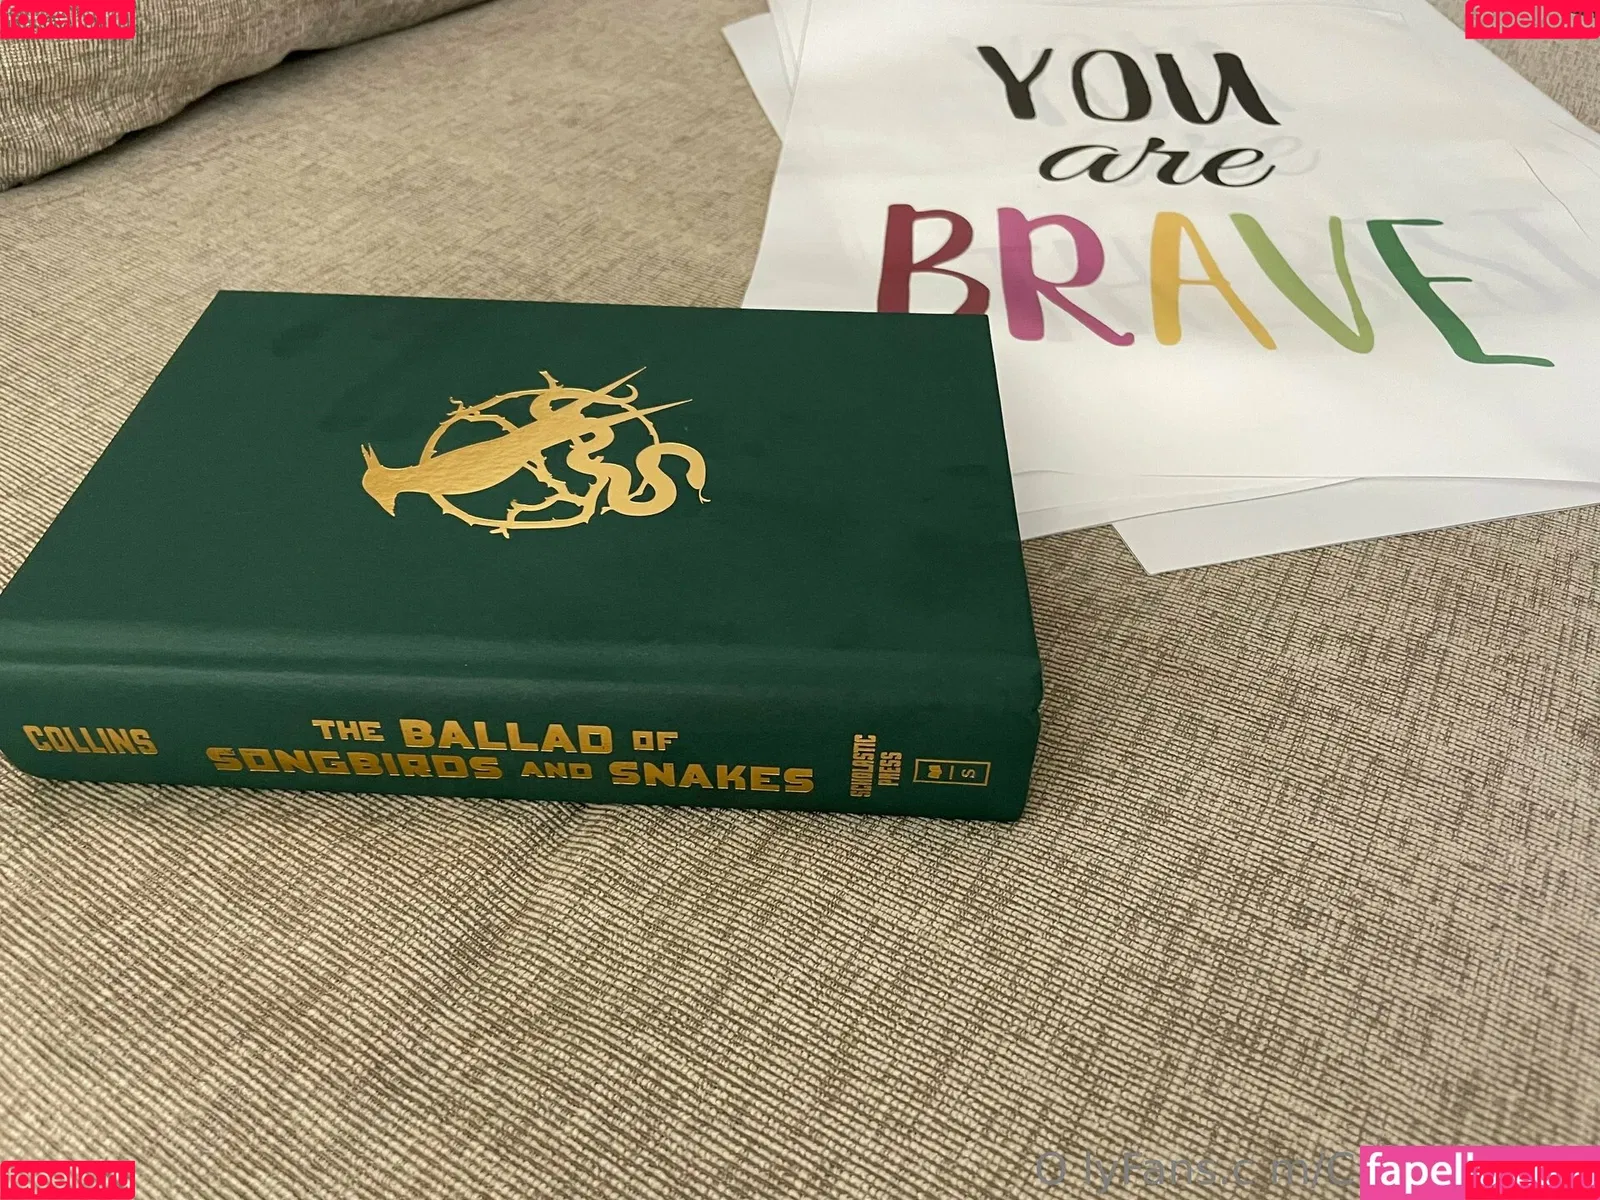 fapello.ru
fapello.ru
YOU
are
BRAVE
COLLINS
THE BALLAD OF
SONGBIRDS AND SNAKES
SCHOLASTIC
PRESS
S
fapello.ru
fapell
fapello.ru